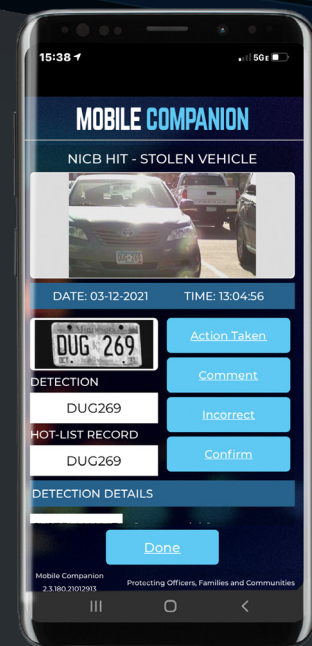 15:38
5GE
MOBILE COMPANION
NICB HIT - STOLEN VEHICLE
DATE: 03-12-2021 TIME: 13:04:56
Minnesota
DUG 269
Action Taken
DETECTION
Comment
DUG269
Incorrect
HOT-LIST RECORD
DUG269
Confirm
DETECTION DETAILS
Done
Mobile Companion
2.3.180.21012913
Protecting Officers, Families and Communities